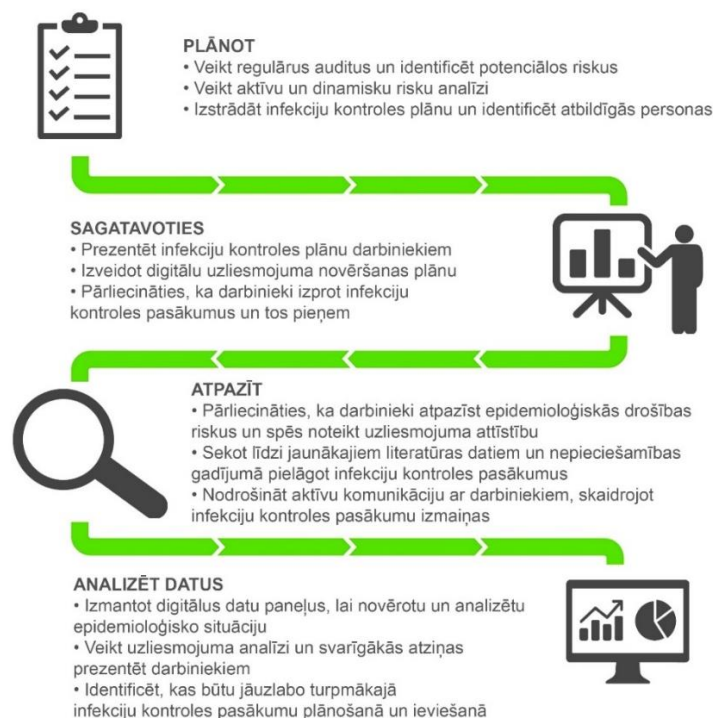 PLĀNOT
• Veikt regulārus auditus un identificēt potenciālos riskus
• Veikt aktīvu un dinamisku risku analīzi
• Izstrādāt infekciju kontroles plānu un identificēt atbildīgās personas
SAGATAVOTIES
• Prezentēt infekciju kontroles plānu darbiniekiem
• Izveidot digitālu uzliesmojuma novēršanas plānu
• Pārliecināties, ka darbinieki izprot infekciju
kontroles pasākumus un tos pieņem
ATPAZĪT
• Pārliecināties, ka darbinieki atpazīst epidemioloģiskās drošības
riskus un spēs noteikt uzliesmojuma attīstību
• Sekot līdzi jaunākajiem literatūras datiem un nepieciešamības
gadījumā pielāgot infekciju kontroles pasākumus
• Nodrošināt aktīvu komunikāciju ar darbiniekiem, skaidrojot
infekciju kontroles pasākumu izmaiņas
ANALIZĒT DATUS
• Izmantot digitālus datu paneļus, lai novērotu un analizētu
epidemioloģisko situāciju
• Veikt uzliesmojuma analīzi un svarīgākās atziņas
prezentēt darbiniekiem
• Identificēt, kas būtu jāuzlabo turpmākajā
infekciju kontroles pasākumu plānošanā un ieviešanā